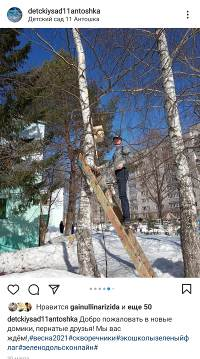 detckiysad11antoshka
Детский сад 11 Антошка
Нравится gainullinarizida и еще 50
detckiysad11antoshka Добро пожаловать в новые
домики, пернатые друзья! Мы вас
ждём!,#весна2021#скворечники#экошколызеленыйф
лаг#зеленодольсконлайн#